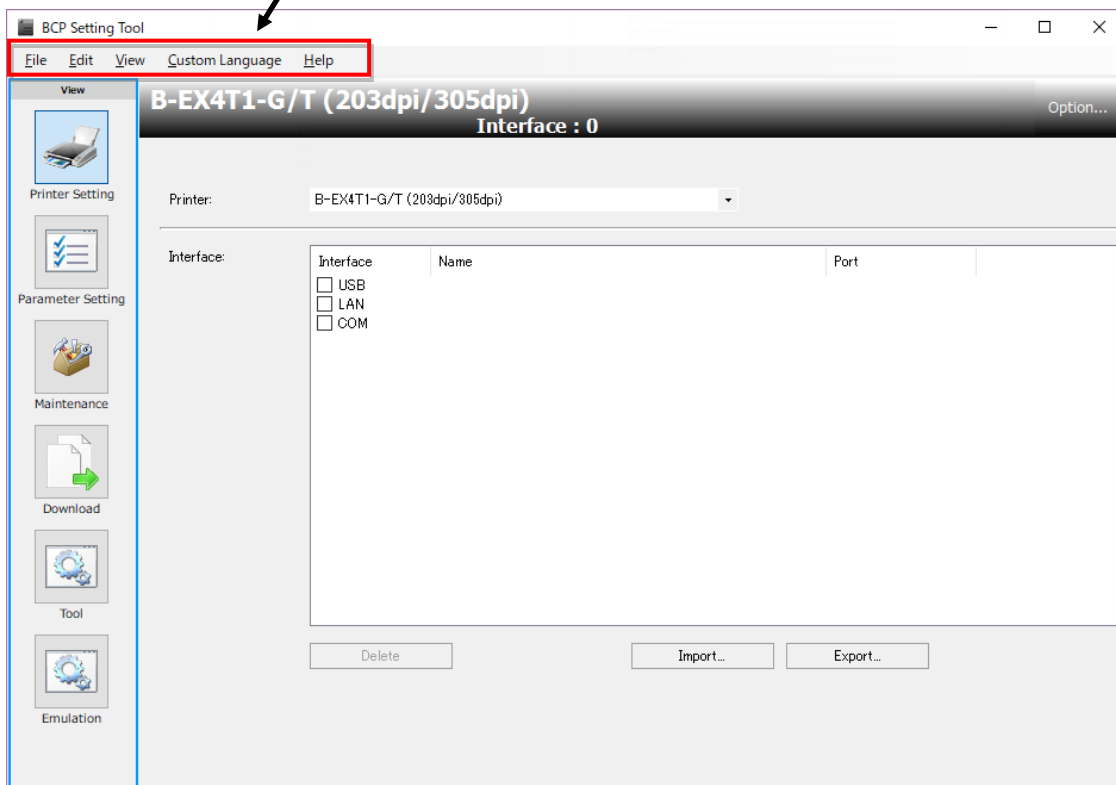 BCP Setting Tool
File Edit View Custom Language Help
View
B-EX4T1-G/T (203dpi/305dpi)
Interface : 0
Option...
Printer Setting
Parameter Setting
Maintenance
Download
Tool
Emulation
Printer: B-EX4T1-G/T (203dpi/305dpi)
Interface:
Interface Name Port
USB
LAN
COM
Delete Import... Export...